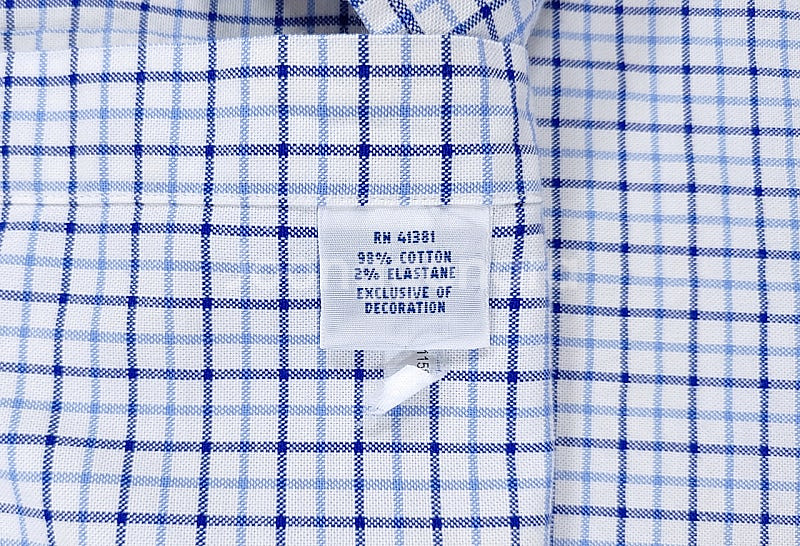 RN 41381
98% COTTON
2% ELASTANE
EXCLUSIVE OF
DECORATION